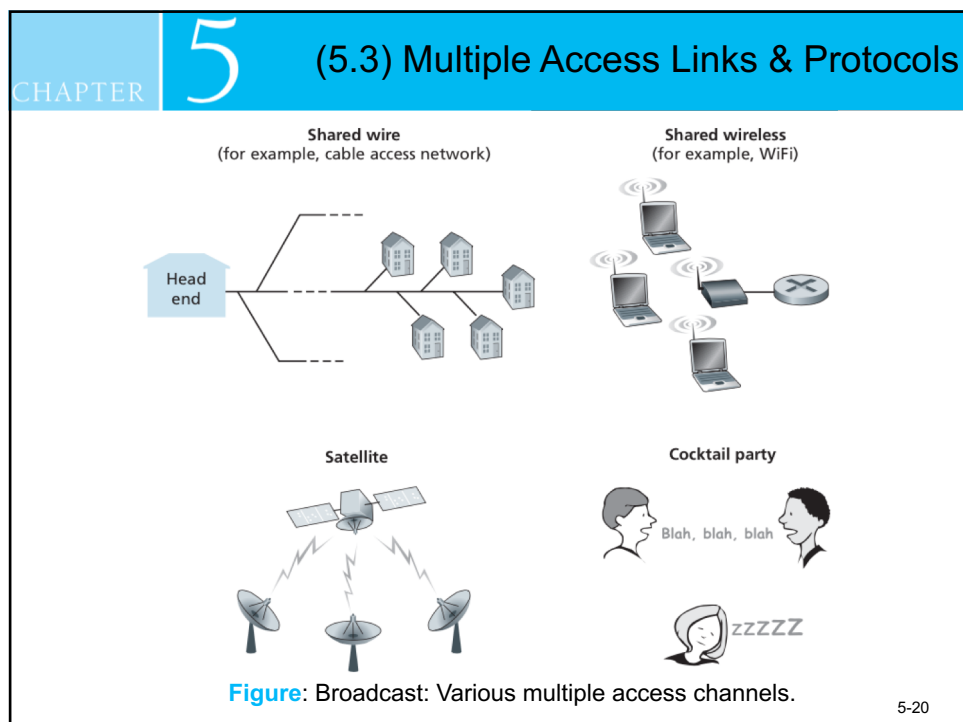 CHAPTER 5
(5.3) Multiple Access Links & Protocols
Shared wire
(for example, cable access network)
Shared wireless
(for example, WiFi)
Head
end
Satellite
Cocktail party
Blah, blah, blah
zzzzz
Figure: Broadcast: Various multiple access channels.
5-20